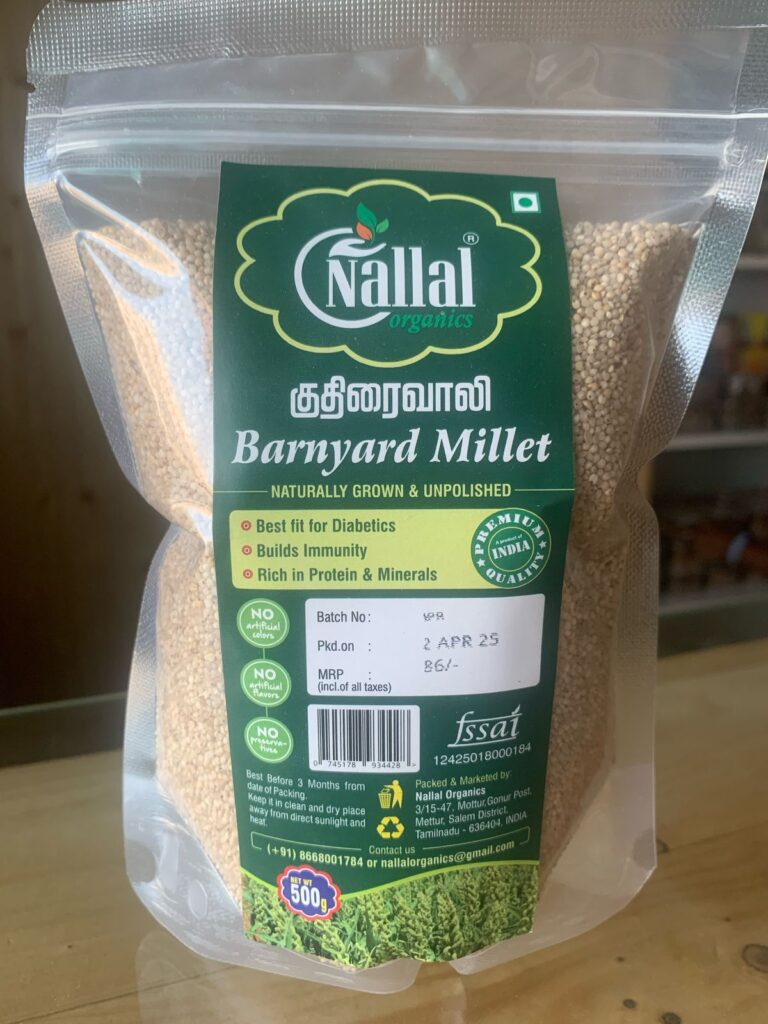 Nallal ®
organics
குதிரைவாலி
Barnyard Millet
NATURALLY GROWN & UNPOLISHED
Best fit for Diabetics
Builds Immunity
Rich in Protein & Minerals
PREMIUM
A product of
INDIA
QUALITY
NO
artificial
colors
NO
artificial
flavors
NO
preserva-
tives
Batch No :
Pkd.on : 2 APR 25
MRP : 86/-
(incl.of all taxes)
0 745178 934428 >
fssai
12425018000184
Best Before 3 Months from
date of Packing.
Keep it in clean and dry place
away from direct sunlight and
heat.
Packed & Marketed by:
Nallal Organics
3/15-47, Mottur,Gonur Post,
Mettur, Salem District,
Tamilnadu - 636404. INDIA
Contact us
(+91) 8668001784 or nallalorganics@gmail.com
NET WT
500g